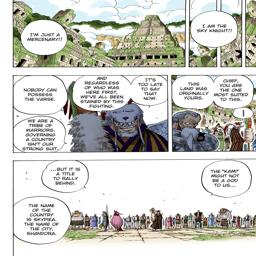 I'M JUST A
MERCENARY!!
I AM THE
SKY KNIGHT!!
NOBODY CAN
POSSESS
THE VARSE.
AND
REGARDLESS
OF WHO WAS
HERE FIRST,
WE'VE ALL BEEN
STAINED BY THIS
FIGHTING.
IT'S TOO
LATE TO
SAY THAT
NOW.
THIS
LAND WAS
ORIGINALLY
YOURS.
CHIEF,
YOU ARE
THE ONE
MOST SUITED
TO THIS.
WE ARE A
TRIBE OF
WARRIORS.
GOVERNING
A COUNTRY
ISN'T OUR
STRONG SUIT.
...BUT IT IS
A TITLE
TO RALLY
BEHIND.
THE "KAMI"
MIGHT NOT
BE A GOD
TO US...
THE NAME
OF THE
COUNTRY
IS SKYPIEA.
THE NAME OF
THE CITY,
SHANDORA.